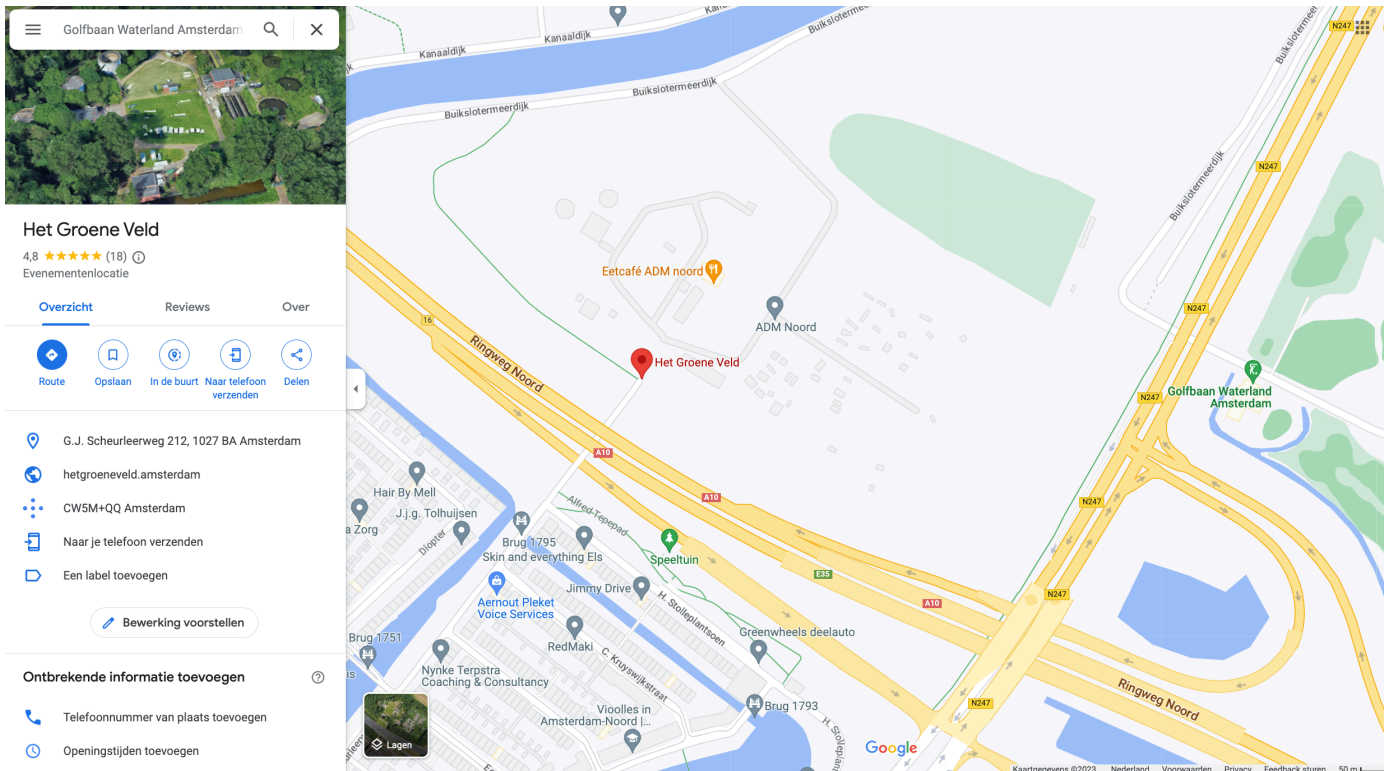 Golfbaan Waterland Amsterdam
Het Groene Veld
4,8 (18)
Evenementenlocatie
Overzicht
Reviews
Over
Route
Opslaan
In de buurt
Naar telefoon
verzenden
Delen
G.J. Scheurleerweg 212, 1027 BA Amsterdam
hetgroeneveld.amsterdam
CW5M+QQ Amsterdam
Naar je telefoon verzenden
Een label toevoegen
Bewerking voorstellen
Ontbrekende informatie toevoegen
Telefoonnummer van plaats toevoegen
Openingstijden toevoegen
Kanaaldijk
Kanaaldijk
Buikslotermeerdijk
Buikslotermeerdijk
Buikslotermeerdijk
Buikslotermeerdijk
N247
N247
N247
N247
N247
N247
N247
Eetcafé ADM noord
ADM Noord
Het Groene Veld
16
Ringweg Noord
A10
A10
E35
A10
Ringweg Noord
Golfbaan Waterland
Amsterdam
Hair By Mell
J.j.g. Tolhuijsen
a Zorg
Diopter
Alfred Tepepad
Brug 1795
Skin and everything Els
Speeltuin
Jimmy Drive
Aernout Pleket
Voice Services
H. Stolleplantsoen
RedMaki
Greenwheels deelauto
Brug 1751
Nynke Terpstra
Coaching & Consultancy
C. Kruyswijkstraat
Vioolles in
Amsterdam-Noord |...
Brug 1793
Lagen
Google
Kaartgegevens ©2023
Nederland
Voorwaarden
Privacy
Feedback sturen
50 m